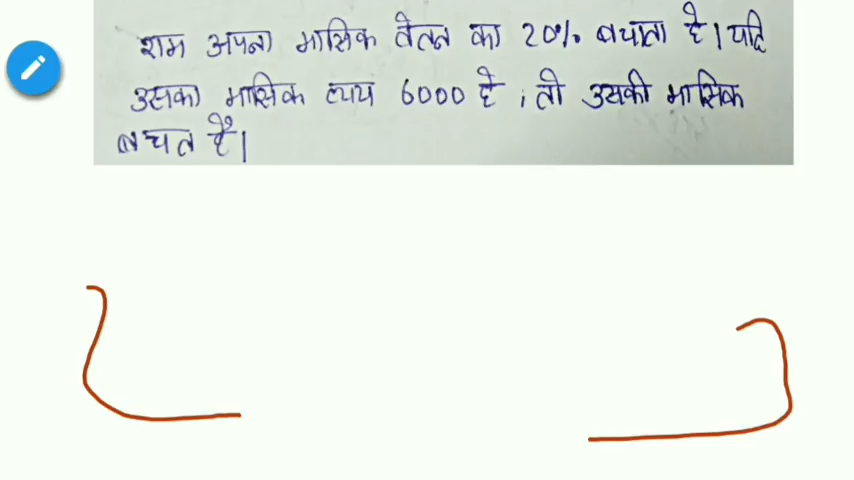 राम अपना मासिक वेतन का 20% बचाता है। यदि
उसका मासिक व्यय 6000 है, तो उसकी मासिक
बचत है।